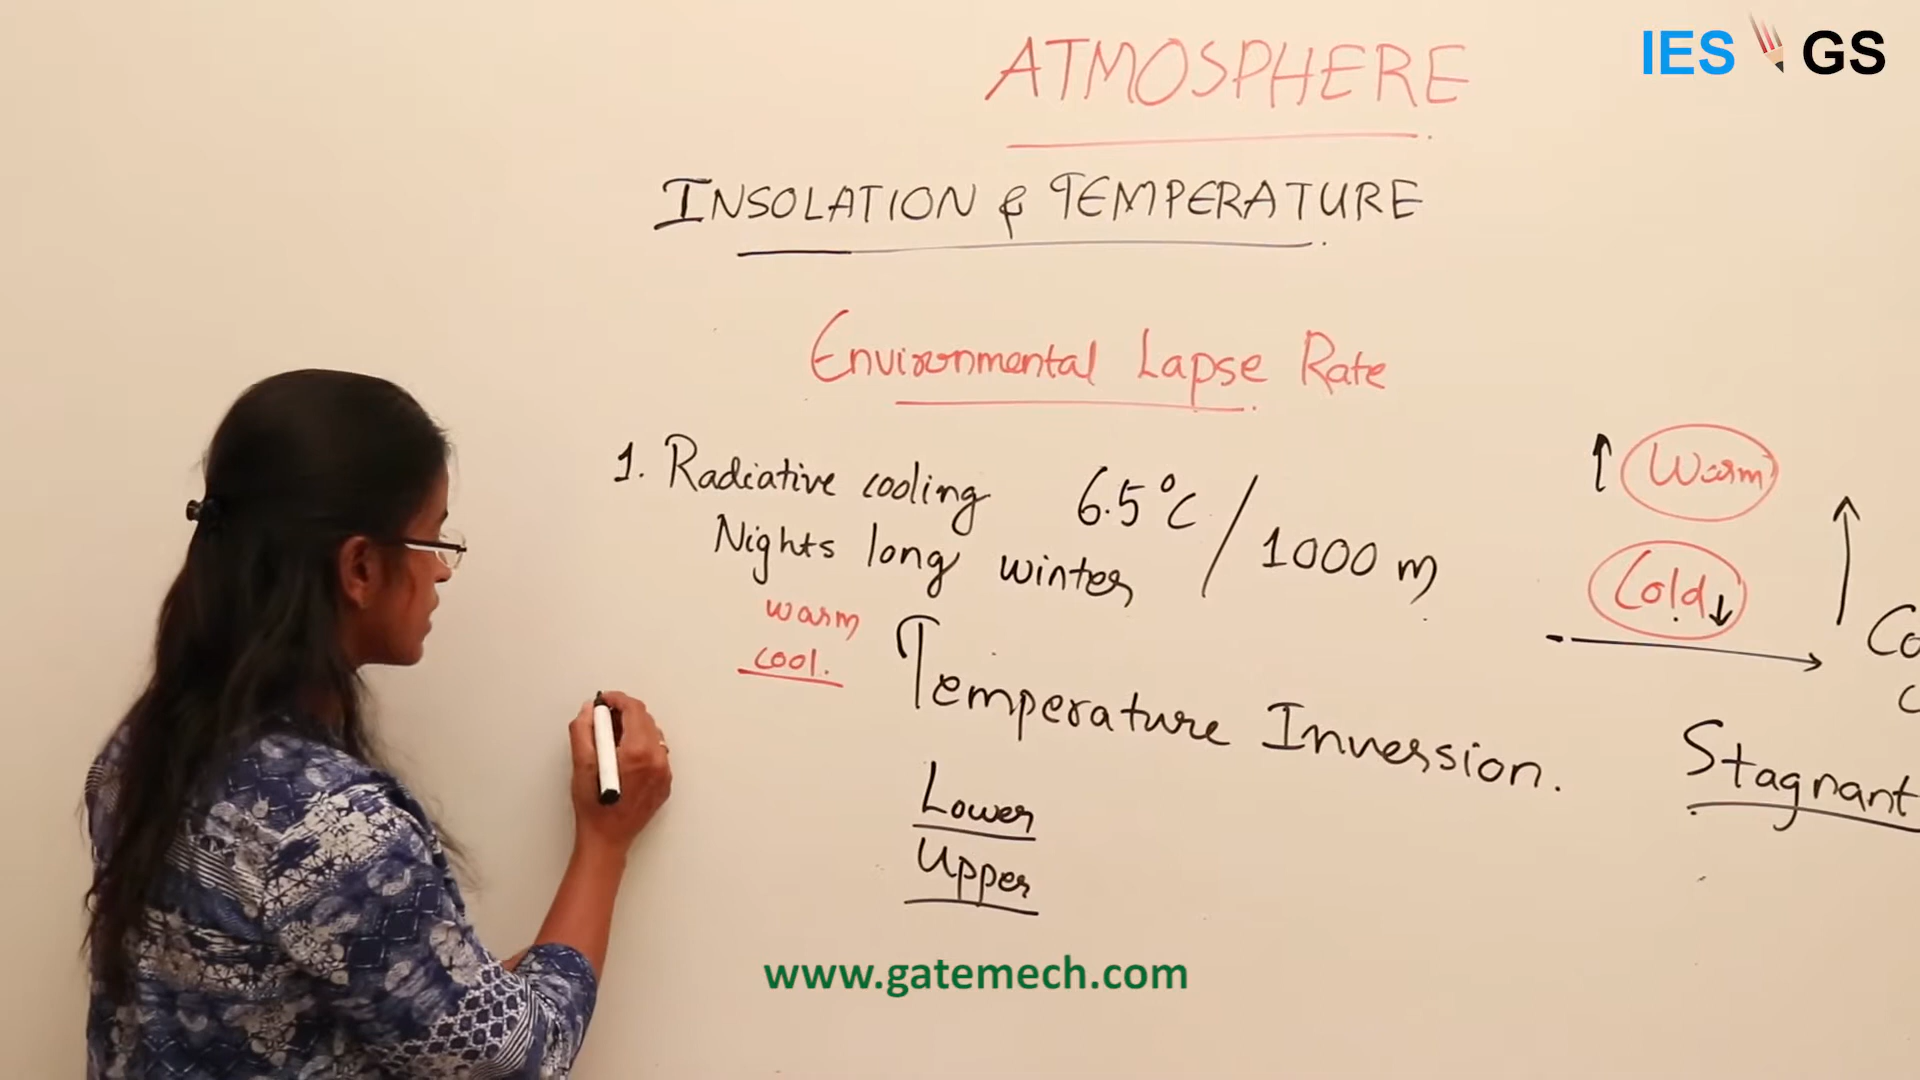 IES GS
ATMOSPHERE
INSOLATION & TEMPERATURE
Environmental Lapse Rate
1. Radiative cooling
Nights long winter
6.5°C / 1000 m
warm
cool.
Temperature Inversion.
Lower
Upper
↑ Warm
Cold ↓
Stagnant
www.gatemech.com